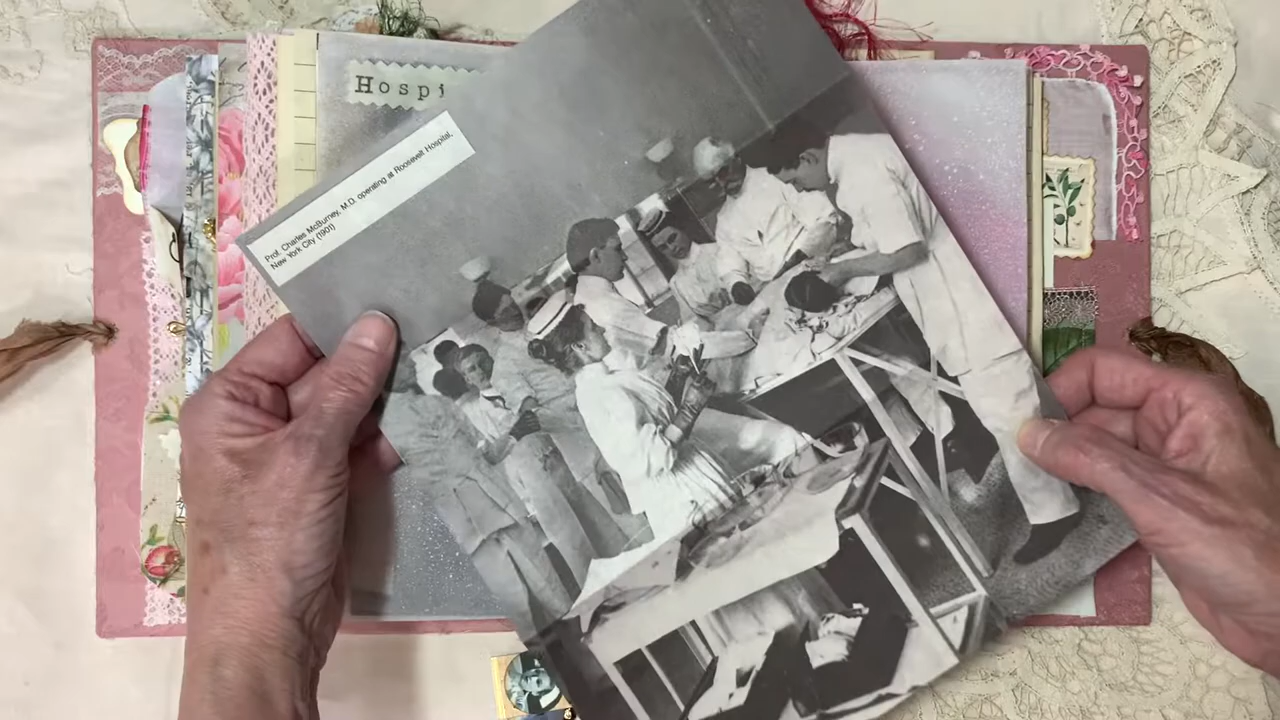 Hospi
Prof. Charles McBurney, M.D. operating at Roosevelt Hospital,
New York City (1901)